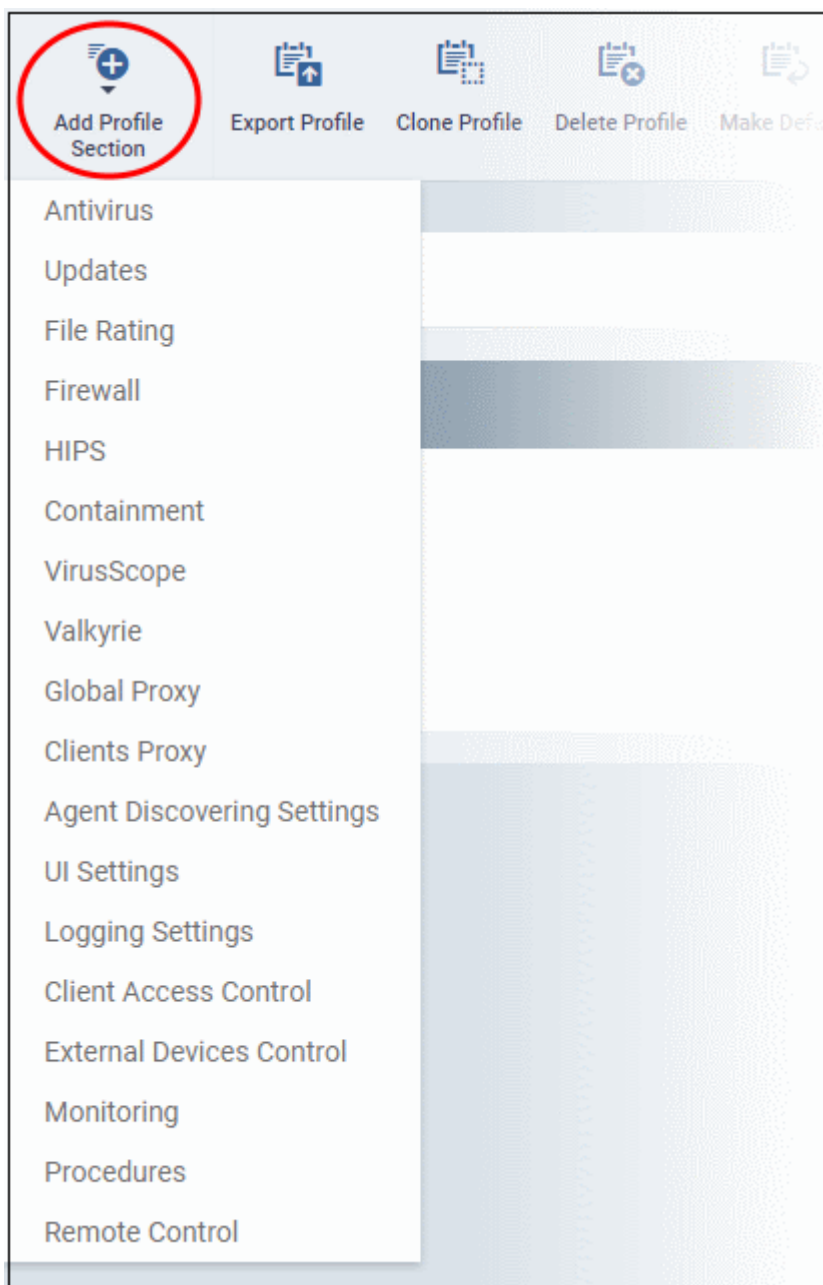 Add Profile
Section
Export Profile
Clone Profile
Delete Profile
Make
Antivirus
Updates
File Rating
Firewall
HIPS
Containment
VirusScope
Valkyrie
Global Proxy
Clients Proxy
Agent Discovering Settings
UI Settings
Logging Settings
Client Access Control
External Devices Control
Monitoring
Procedures
Remote Control